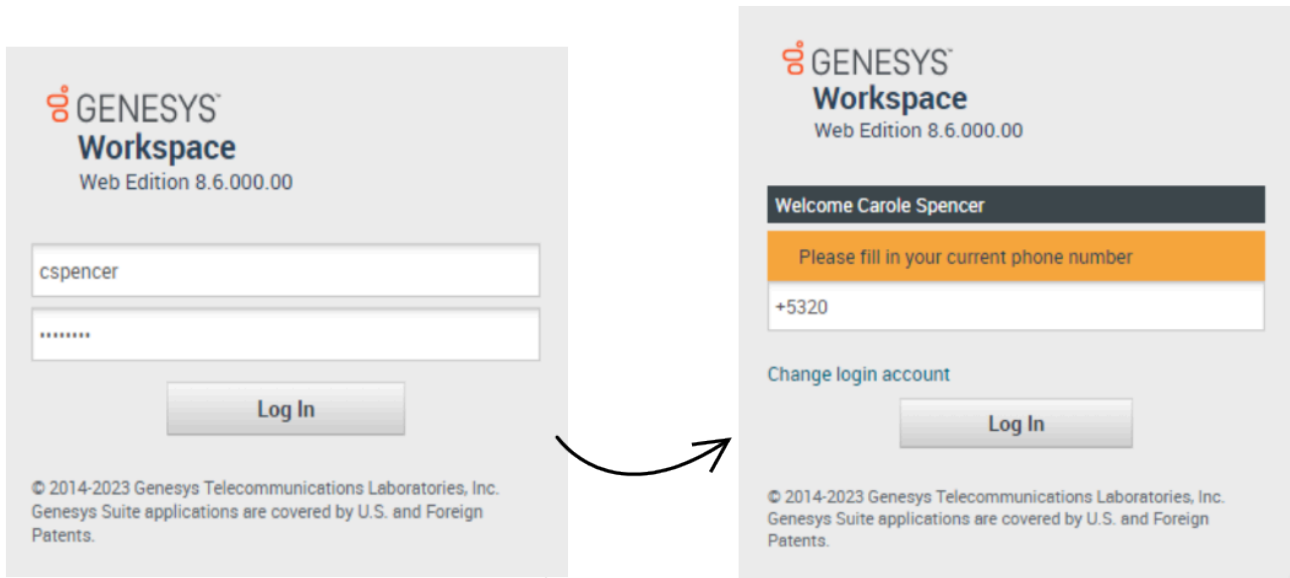 GENESYS™
Workspace
Web Edition 8.6.000.00
cspencer
••••••••
Log In
© 2014-2023 Genesys Telecommunications Laboratories, Inc.
Genesys Suite applications are covered by U.S. and Foreign
Patents.
GENESYS™
Workspace
Web Edition 8.6.000.00
Welcome Carole Spencer
Please fill in your current phone number
+5320
Change login account
Log In
© 2014-2023 Genesys Telecommunications Laboratories, Inc.
Genesys Suite applications are covered by U.S. and Foreign
Patents.